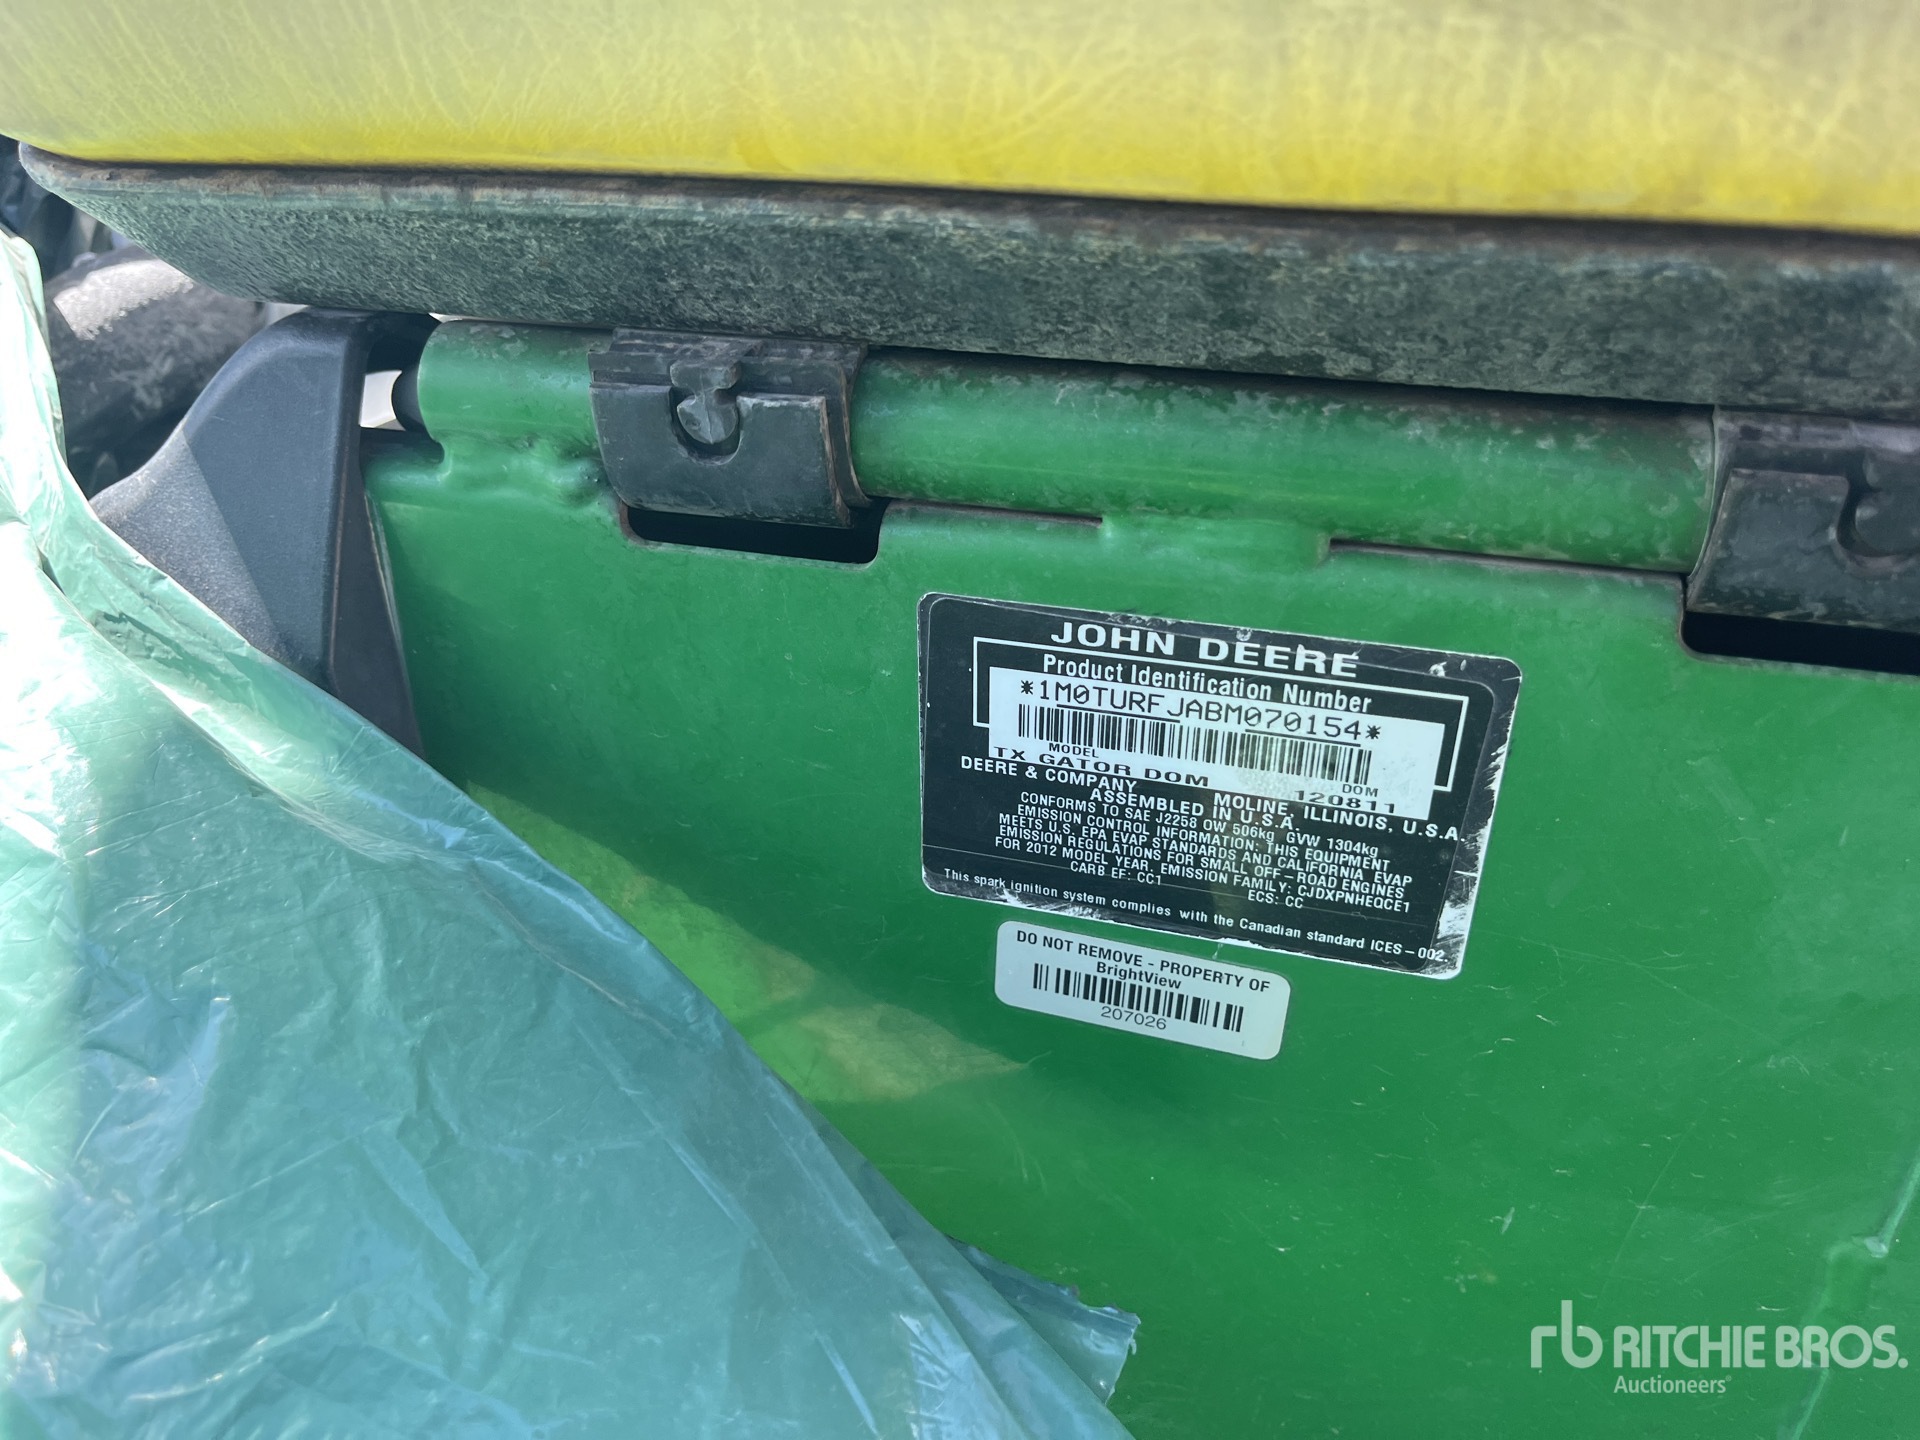 JOHN DEERE
Product Identification Number
*1M0TURFJABM070154*
MODEL
TX GATOR DOM
DOM
120811
DEERE & COMPANY MOLINE, ILLINOIS, U.S.A.
ASSEMBLED IN U.S.A.
CONFORMS TO SAE J2258 OW 506kg GVW 1304kg
EMISSION CONTROL INFORMATION: THIS EQUIPMENT
MEETS U.S. EPA EVAP STANDARDS AND CALIFORNIA EVAP
EMISSION REGULATIONS FOR SMALL OFF-ROAD ENGINES
FOR 2012 MODEL YEAR. EMISSION FAMILY: CJDXPNHEQCE1
CARB EF: CC1 ECS: CC
This spark ignition system complies with the Canadian standard ICES-002.
DO NOT REMOVE - PROPERTY OF
BrightView
207026
rb RITCHIE BROS.
Auctioneers